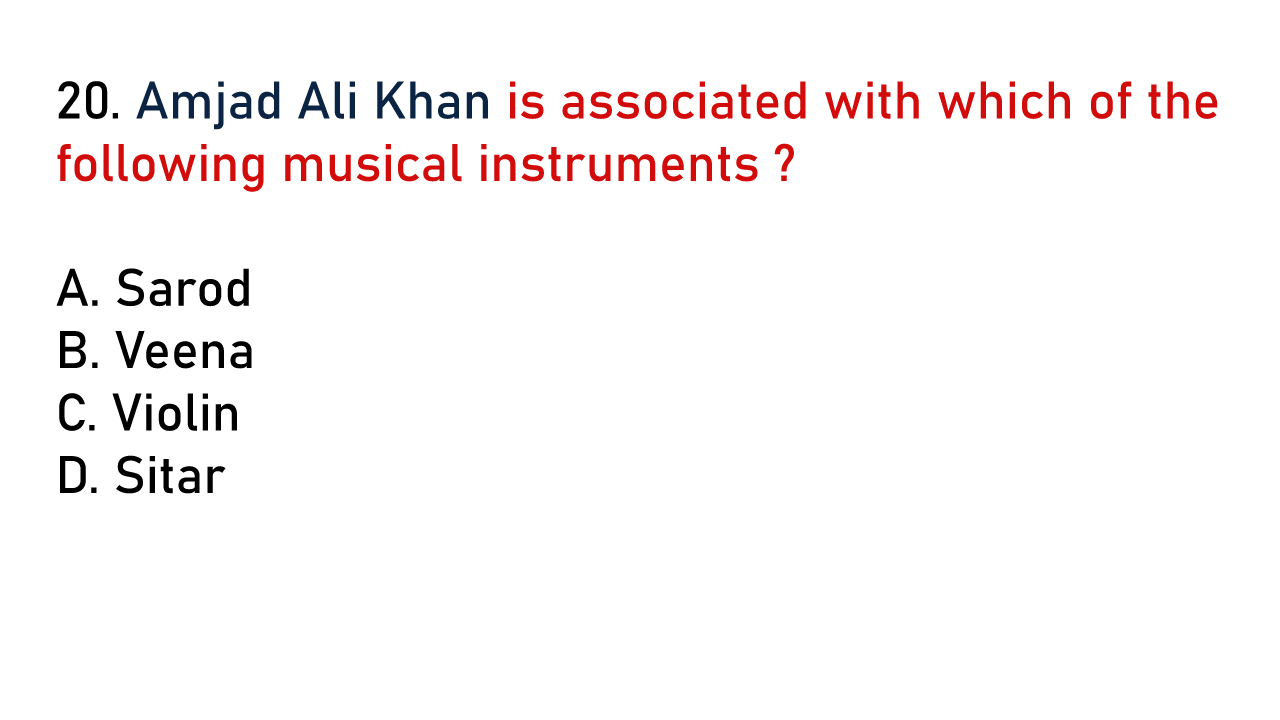 20. Amjad Ali Khan is associated with which of the
following musical instruments ?
A. Sarod
B. Veena
C. Violin
D. Sitar